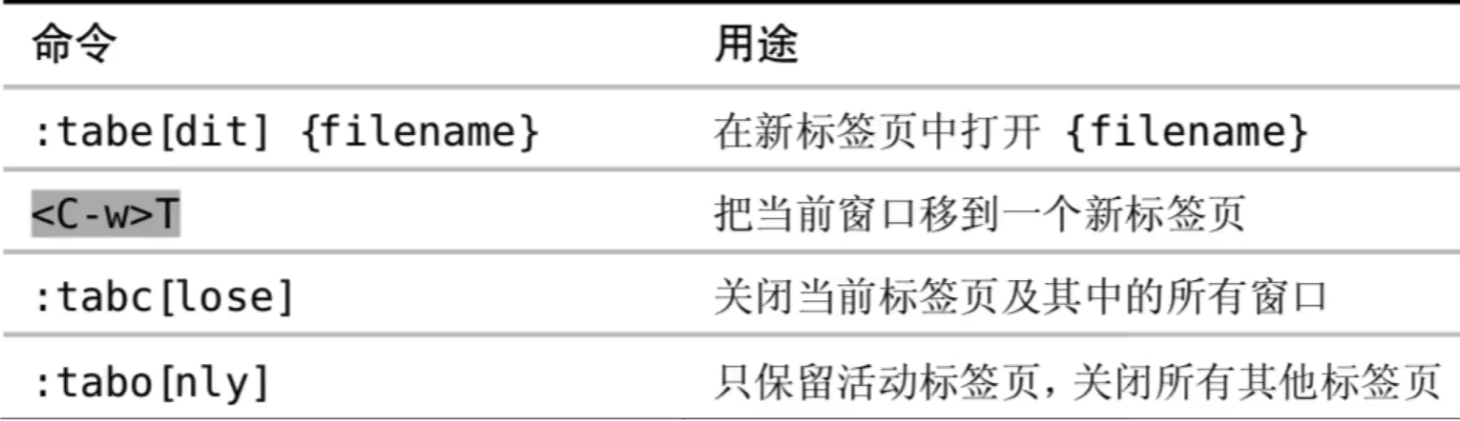 命令 用途
:tabe[dit] {filename} 在新标签页中打开 {filename}
<C-w>T 把当前窗口移到一个新标签页
:tabc[lose] 关闭当前标签页及其中的所有窗口
:tabo[nly] 只保留活动标签页，关闭所有其他标签页